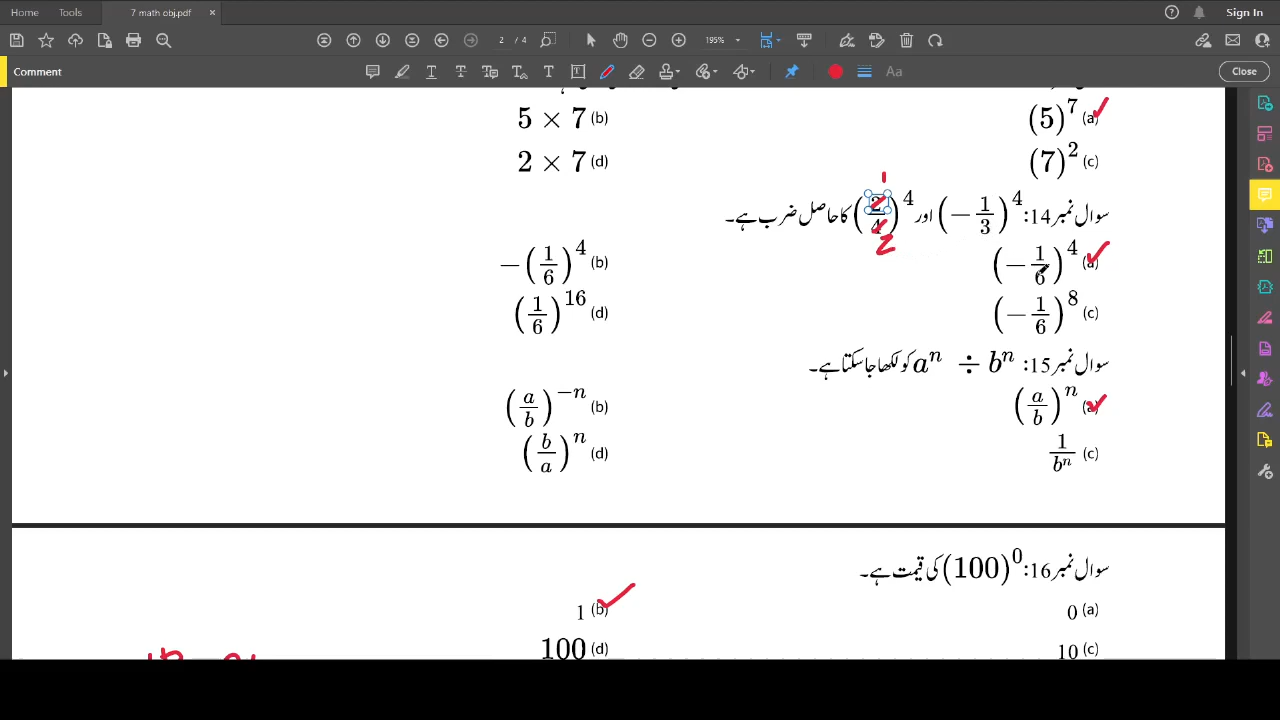 Home Tools 7 math obj.pdf × Sign In
2 / 4 195%
Comment Aa Close
(a) (5)^7 (b) 5 × 7
(c) (7)^2 (d) 2 × 7
سوال نمبر 14: (−1/3)^4 اور (2/4)^4 کا حاصل ضرب ہے۔
1
2
(a) (−1/6)^4 (b) −(1/6)^4
(c) (−1/6)^8 (d) (1/6)^16
سوال نمبر 15: a^n ÷ b^n کو لکھا جا سکتا ہے۔
(a) (a/b)^n (b) (a/b)^−n
(c) 1/b^n (d) (b/a)^n
سوال نمبر 16: (100)^0 کی قیمت ہے۔
(a) 0 (b) 1
(c) 10 (d) 100